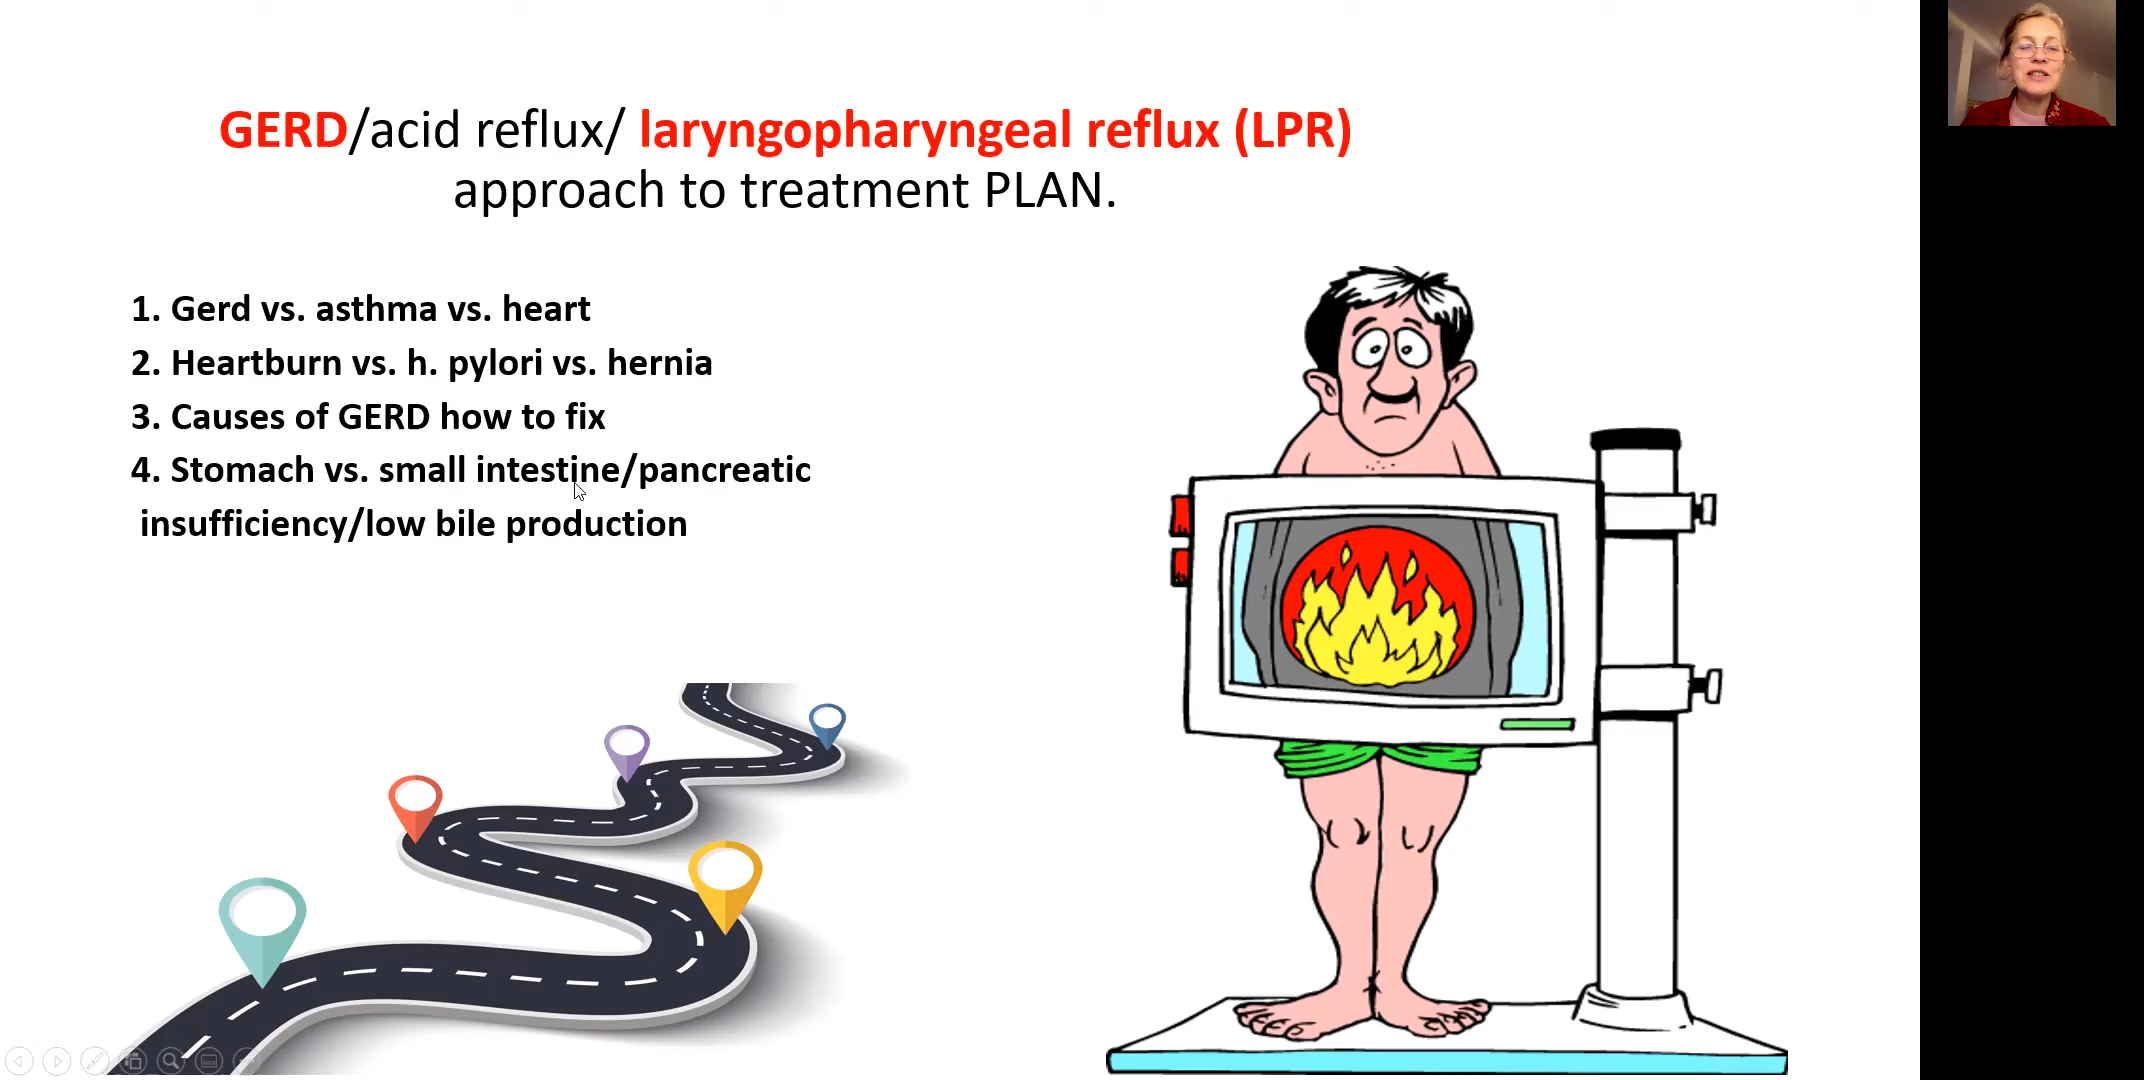 GERD/acid reflux/ laryngopharyngeal reflux (LPR)
approach to treatment PLAN.
1. Gerd vs. asthma vs. heart
2. Heartburn vs. h. pylori vs. hernia
3. Causes of GERD how to fix
4. Stomach vs. small intestine/pancreatic
insufficiency/low bile production